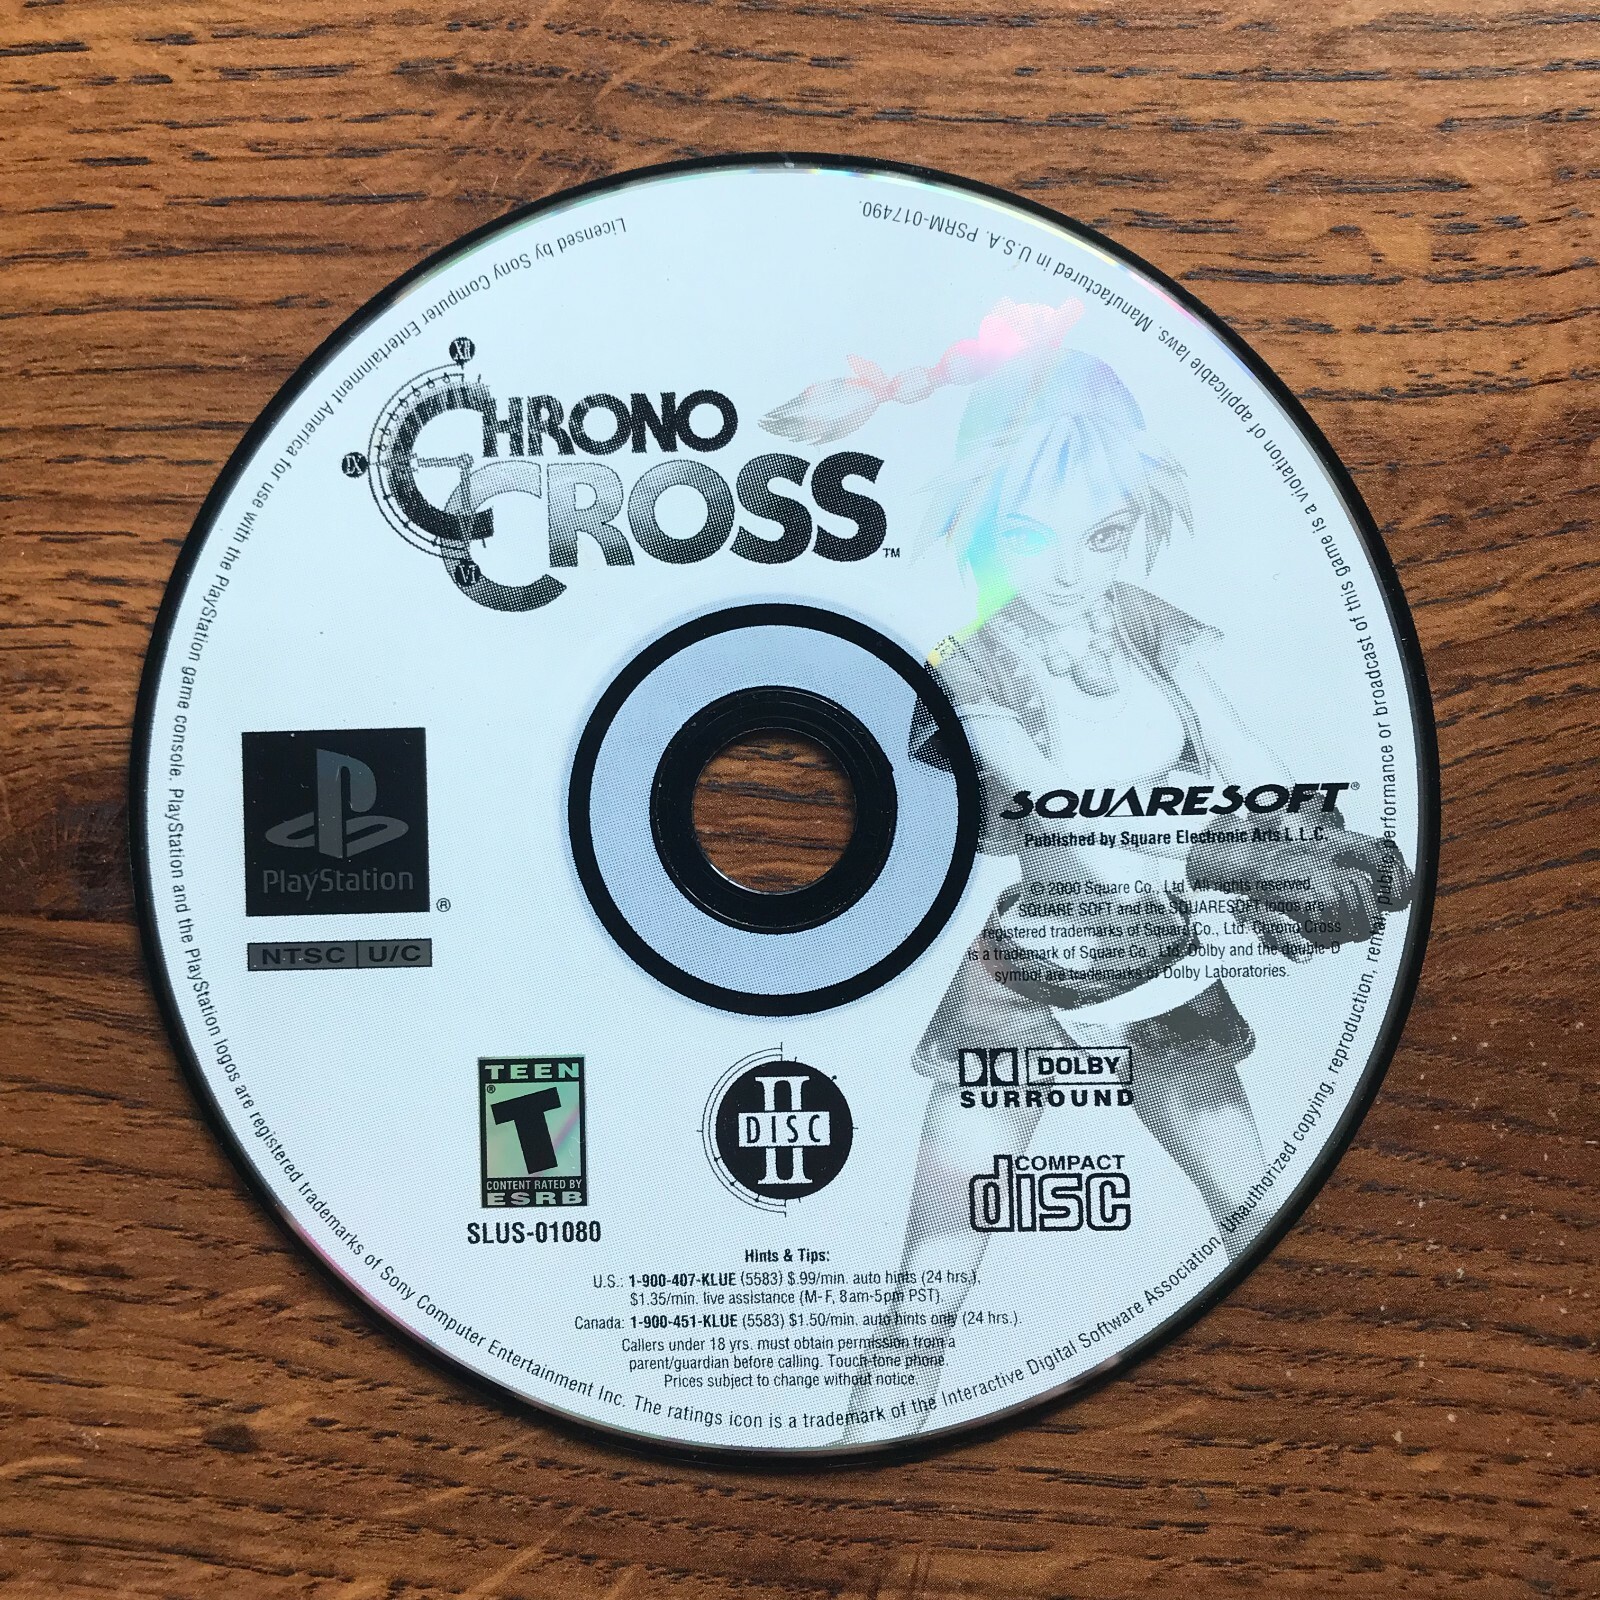 Licensed by Sony Computer Entertainment America for use with the PlayStation game console. PlayStation and the PlayStation logos are registered trademarks of Sony Computer Entertainment Inc. The ratings icon is a trademark of the Interactive Digital Software Association. Unauthorized copying, reproduction, rental, public performance or broadcast of this game is a violation of applicable laws. Manufactured in U.S.A. PSRM-017490.
XII
IX
VI
CHRONO
CROSS™
PlayStation®
NTSC U/C
SQUARESOFT®
Published by Square Electronic Arts L.L.C.
© 2000 Square Co., Ltd. All rights reserved.
SQUARE SOFT and the SQUARESOFT logos are
registered trademarks of Square Co., Ltd. Chrono Cross
is a trademark of Square Co., Ltd. Dolby and the double-D
symbol are trademarks of Dolby Laboratories.
TEEN
®
T
CONTENT RATED BY
ESRB
SLUS-01080
II
DISC
DOLBY
SURROUND
COMPACT
disc
Hints & Tips:
U.S.: 1-900-407-KLUE (5583) $.99/min. auto hints (24 hrs.),
$1.35/min. live assistance (M-F, 8am-5pm PST).
Canada: 1-900-451-KLUE (5583) $1.50/min. auto hints only (24 hrs.).
Callers under 18 yrs. must obtain permission from a
parent/guardian before calling. Touch-tone phone.
Prices subject to change without notice.